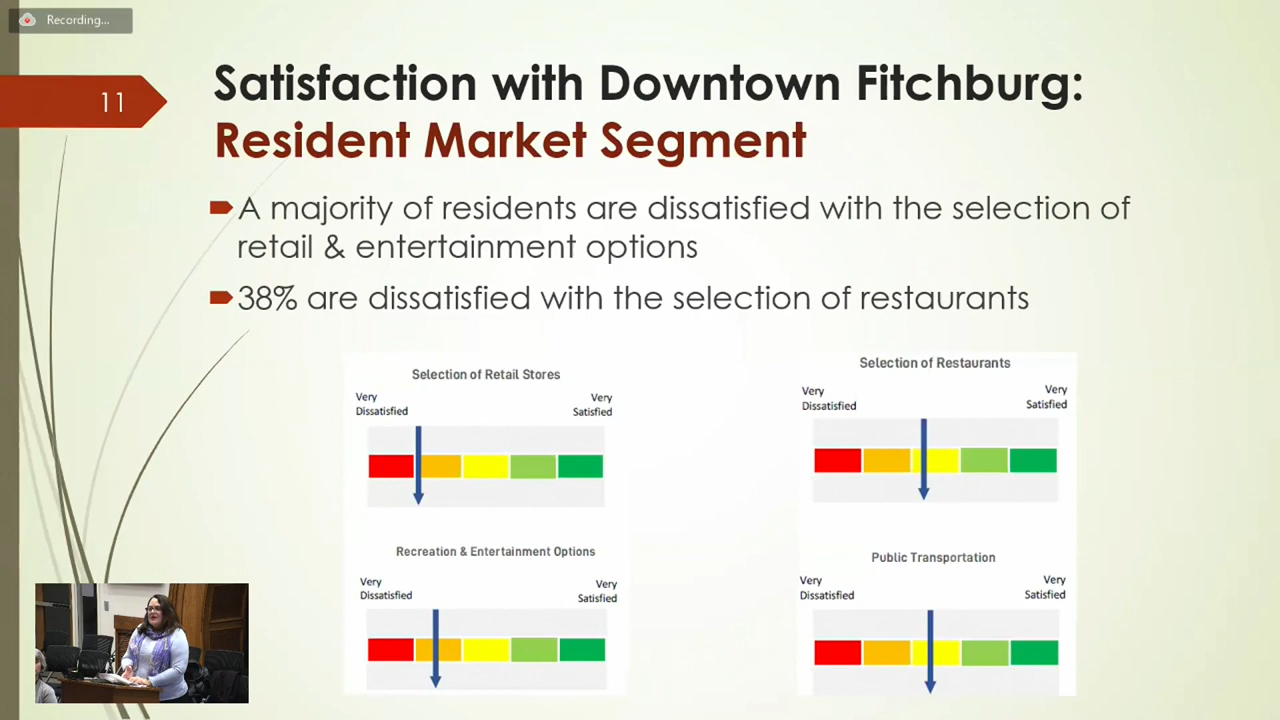 Recording...
11
Satisfaction with Downtown Fitchburg:
Resident Market Segment
A majority of residents are dissatisfied with the selection of
retail & entertainment options
38% are dissatisfied with the selection of restaurants
Selection of Retail Stores
Very
Dissatisfied
Very
Satisfied
Selection of Restaurants
Very
Dissatisfied
Very
Satisfied
Recreation & Entertainment Options
Very
Dissatisfied
Very
Satisfied
Public Transportation
Very
Dissatisfied
Very
Satisfied